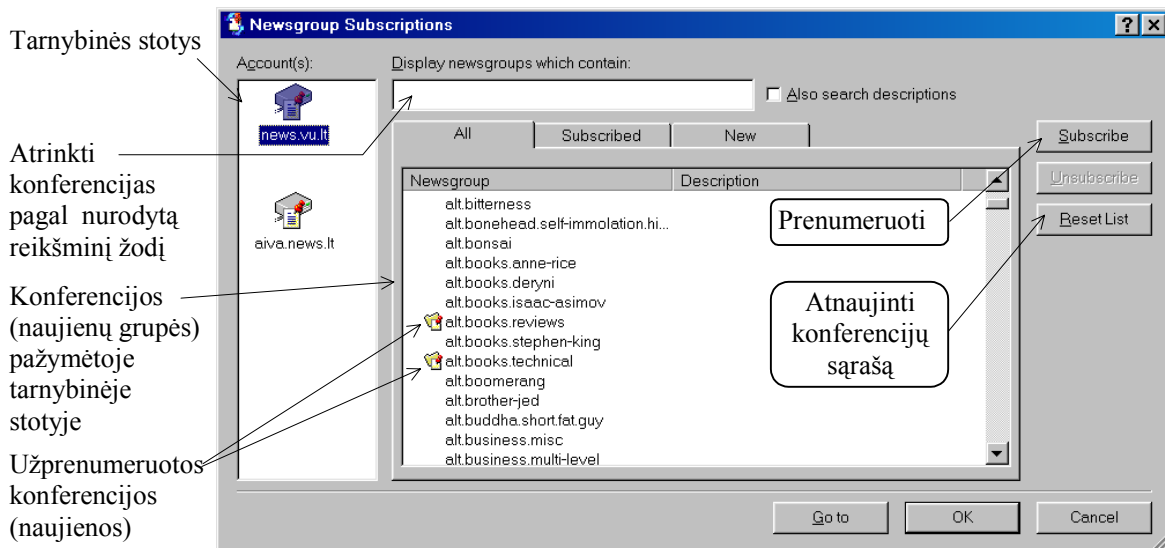 Tarnybinės stotys
Atrinkti
konferencijas
pagal nurodytą
reikšminį žodį
Konferencijos
(naujienų grupės)
pažymėtoje
tarnybinėje
stotyje
Užprenumeruotos
konferencijos
(naujienos)
Newsgroup Subscriptions
Account(s):
news.vu.lt
aiva.news.lt
Display newsgroups which contain:
Also search descriptions
All Subscribed New
Newsgroup Description
alt.bitterness
alt.bonehead.self-immolation.hi...
alt.bonsai
alt.books.anne-rice
alt.books.deryni
alt.books.isaac-asimov
alt.books.reviews
alt.books.stephen-king
alt.books.technical
alt.boomerang
alt.brother-jed
alt.buddha.short.fat.guy
alt.business.misc
alt.business.multi-level
Prenumeruoti
Atnaujinti
konferencijų
sąrašą
Subscribe
Unsubscribe
Reset List
Go to OK Cancel